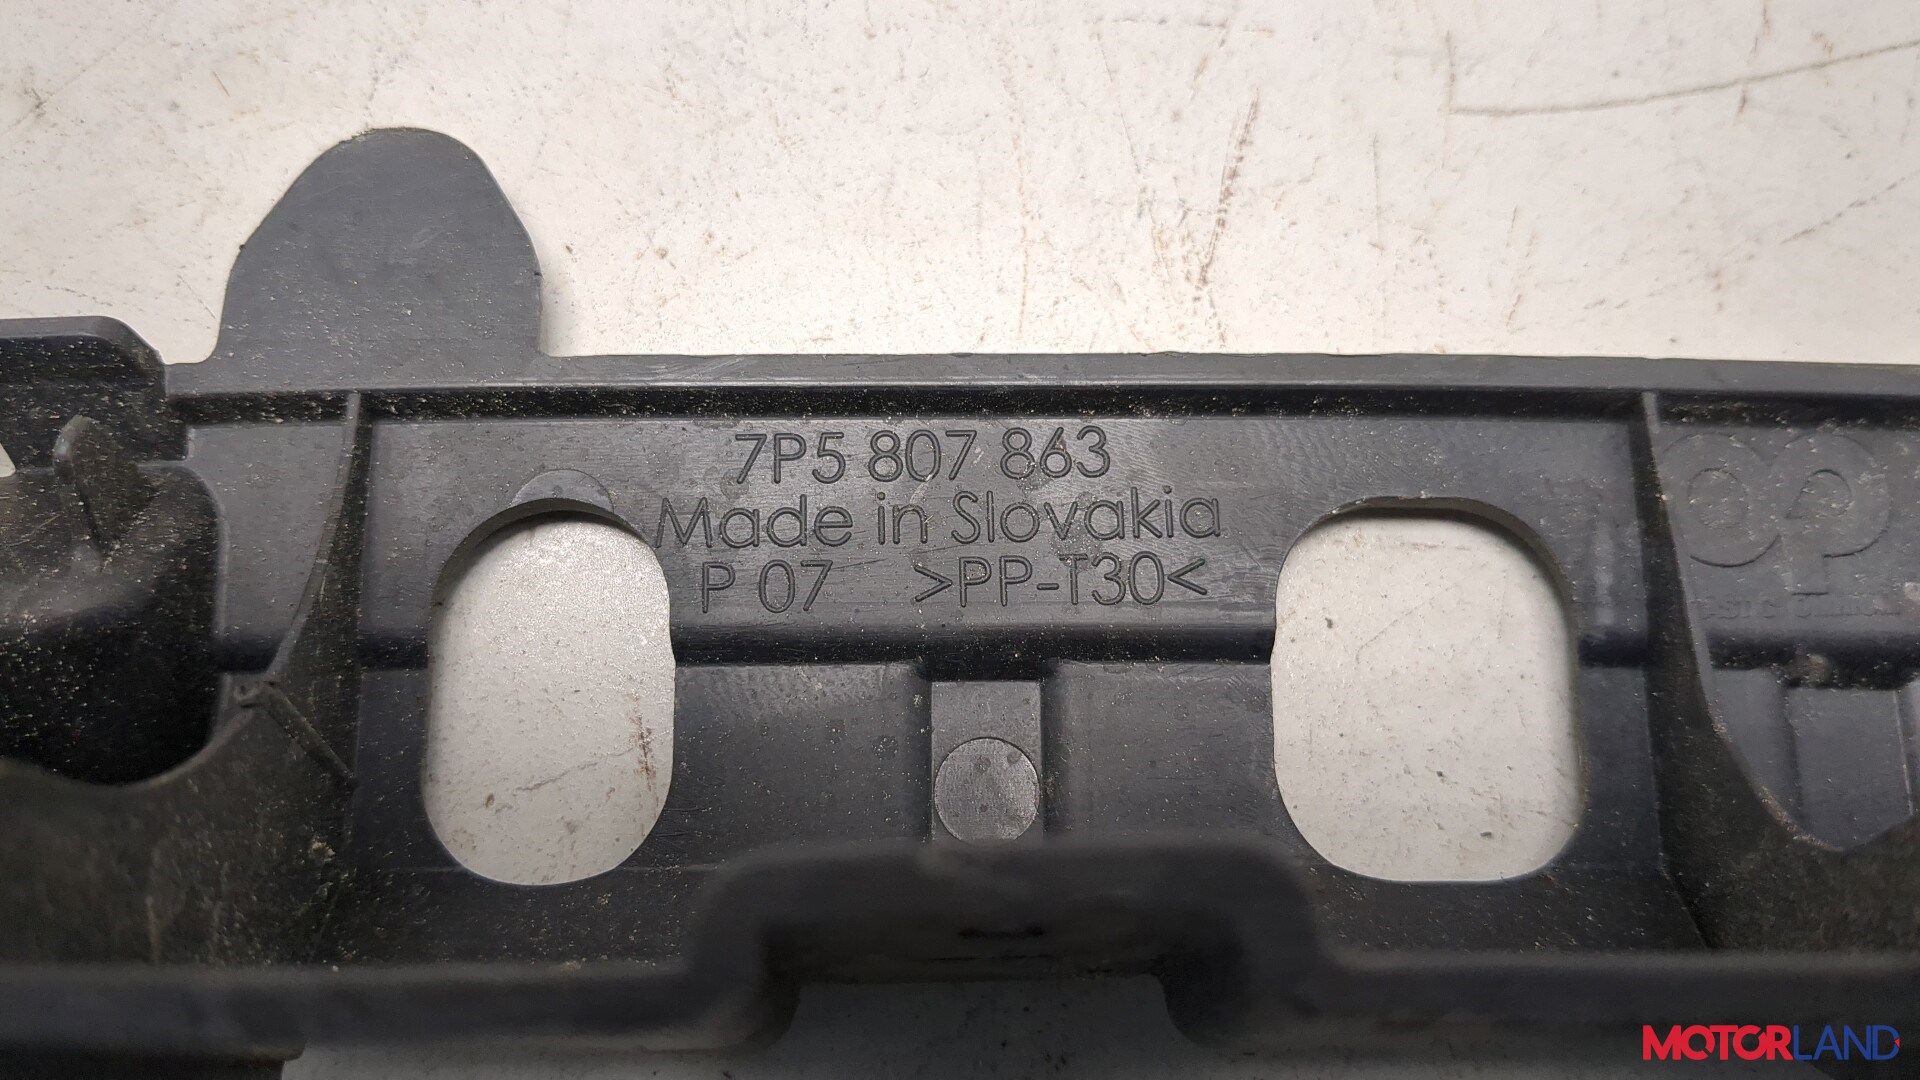 7P5 807 863
Made in Slovakia
P 07 >PP-T30<
MOTORLAND